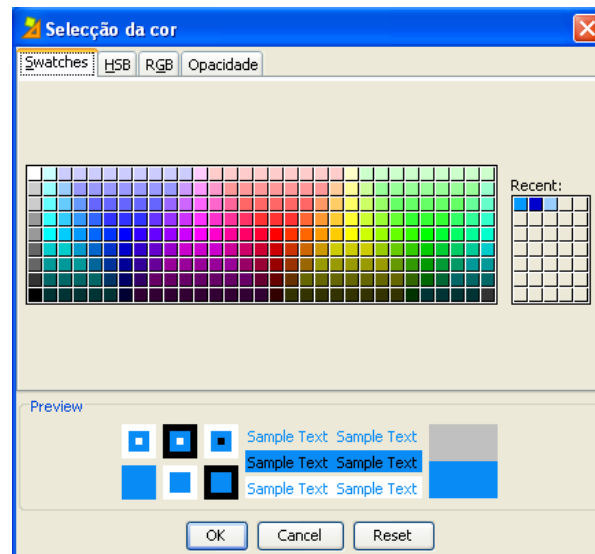 Selecção da cor
Swatches HSB RGB Opacidade
Recent:
Preview
Sample Text Sample Text
Sample Text Sample Text
Sample Text Sample Text
OK Cancel Reset